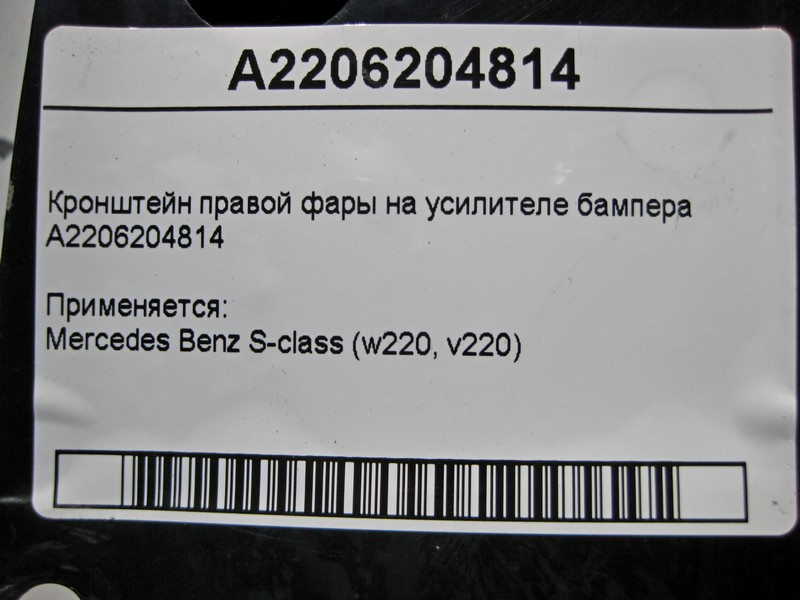 A2206204814
Кронштейн правой фары на усилителе бампера
A2206204814
Применяется:
Mercedes Benz S-class (w220, v220)